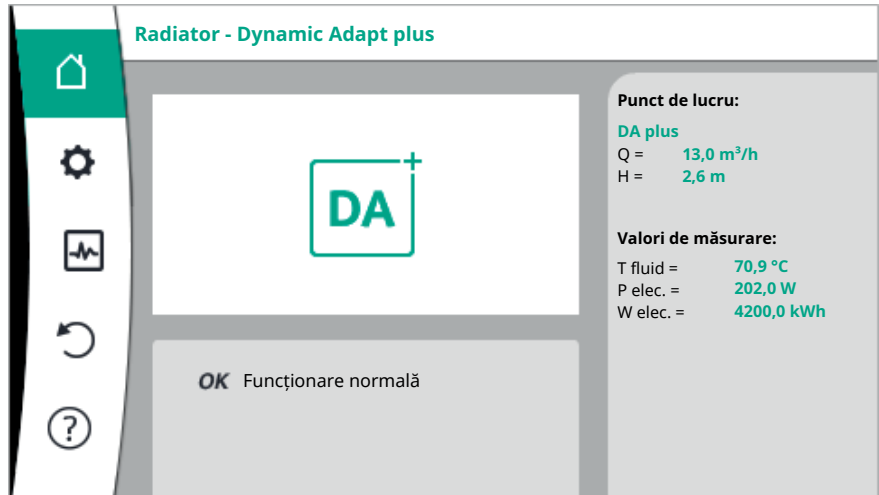 Radiator - Dynamic Adapt plus
DA+
OK Funcționare normală
Punct de lucru:
DA plus
Q = 13,0 m³/h
H = 2,6 m
Valori de măsurare:
T fluid = 70,9 °C
P elec. = 202,0 W
W elec. = 4200,0 kWh
?